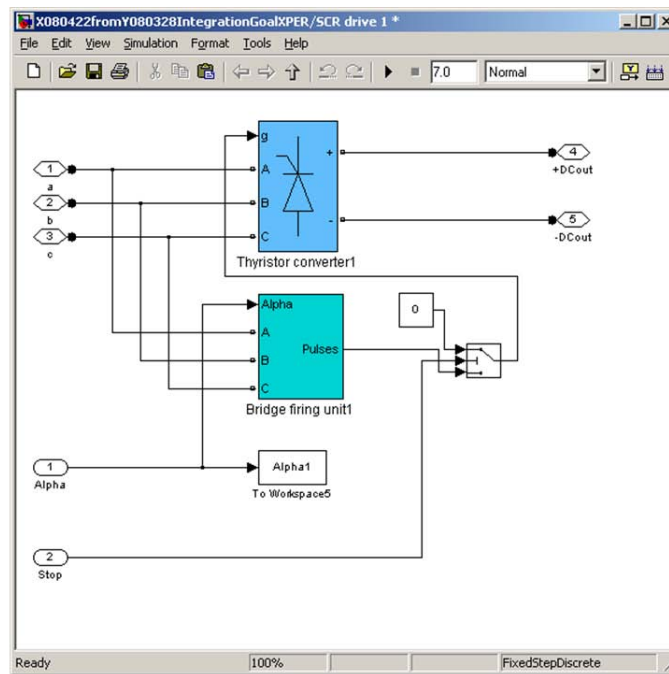 X080422fromY080328IntegrationGoalXPER/SCR drive 1 *
File Edit View Simulation Format Tools Help
7.0 Normal
g
1 A + 4
a +DCout
2 B
b
3 C - 5
c -DCout
Thyristor converter1
Alpha 0
A
Pulses
B
C
Bridge firing unit1
1 Alpha1
Alpha To Workspace5
2
Stop
Ready 100% FixedStepDiscrete